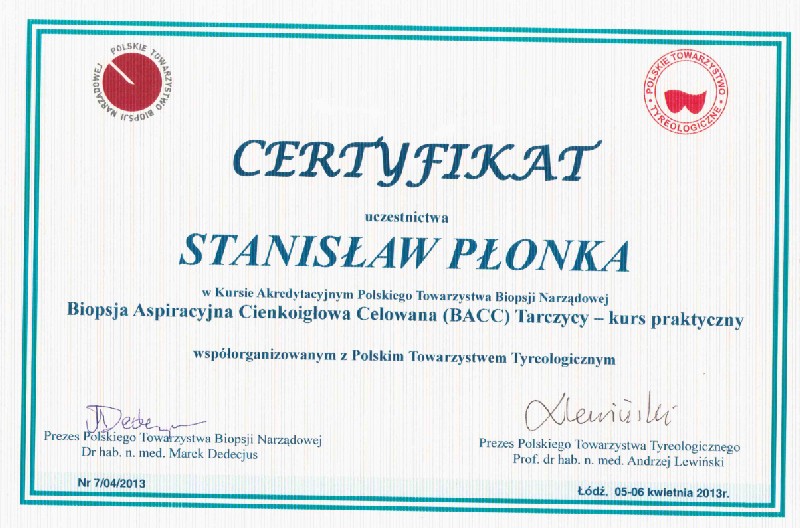 POLSKIE TOWARZYSTWO BIOPSJI NARZĄDOWEJ
POLSKIE TOWARZYSTWO TYREOLOGICZNE
CERTYFIKAT
uczestnictwa
STANISŁAW PŁONKA
w Kursie Akredytacyjnym Polskiego Towarzystwa Biopsji Narządowej
Biopsja Aspiracyjna Cienkoigłowa Celowana (BACC) Tarczycy – kurs praktyczny
współorganizowanym z Polskim Towarzystwem Tyreologicznym
Prezes Polskiego Towarzystwa Biopsji Narządowej
Dr hab. n. med. Marek Dedecjus
Prezes Polskiego Towarzystwa Tyreologicznego
Prof. dr hab. n. med. Andrzej Lewiński
Nr 7/04/2013
Łódź, 05-06 kwietnia 2013r.